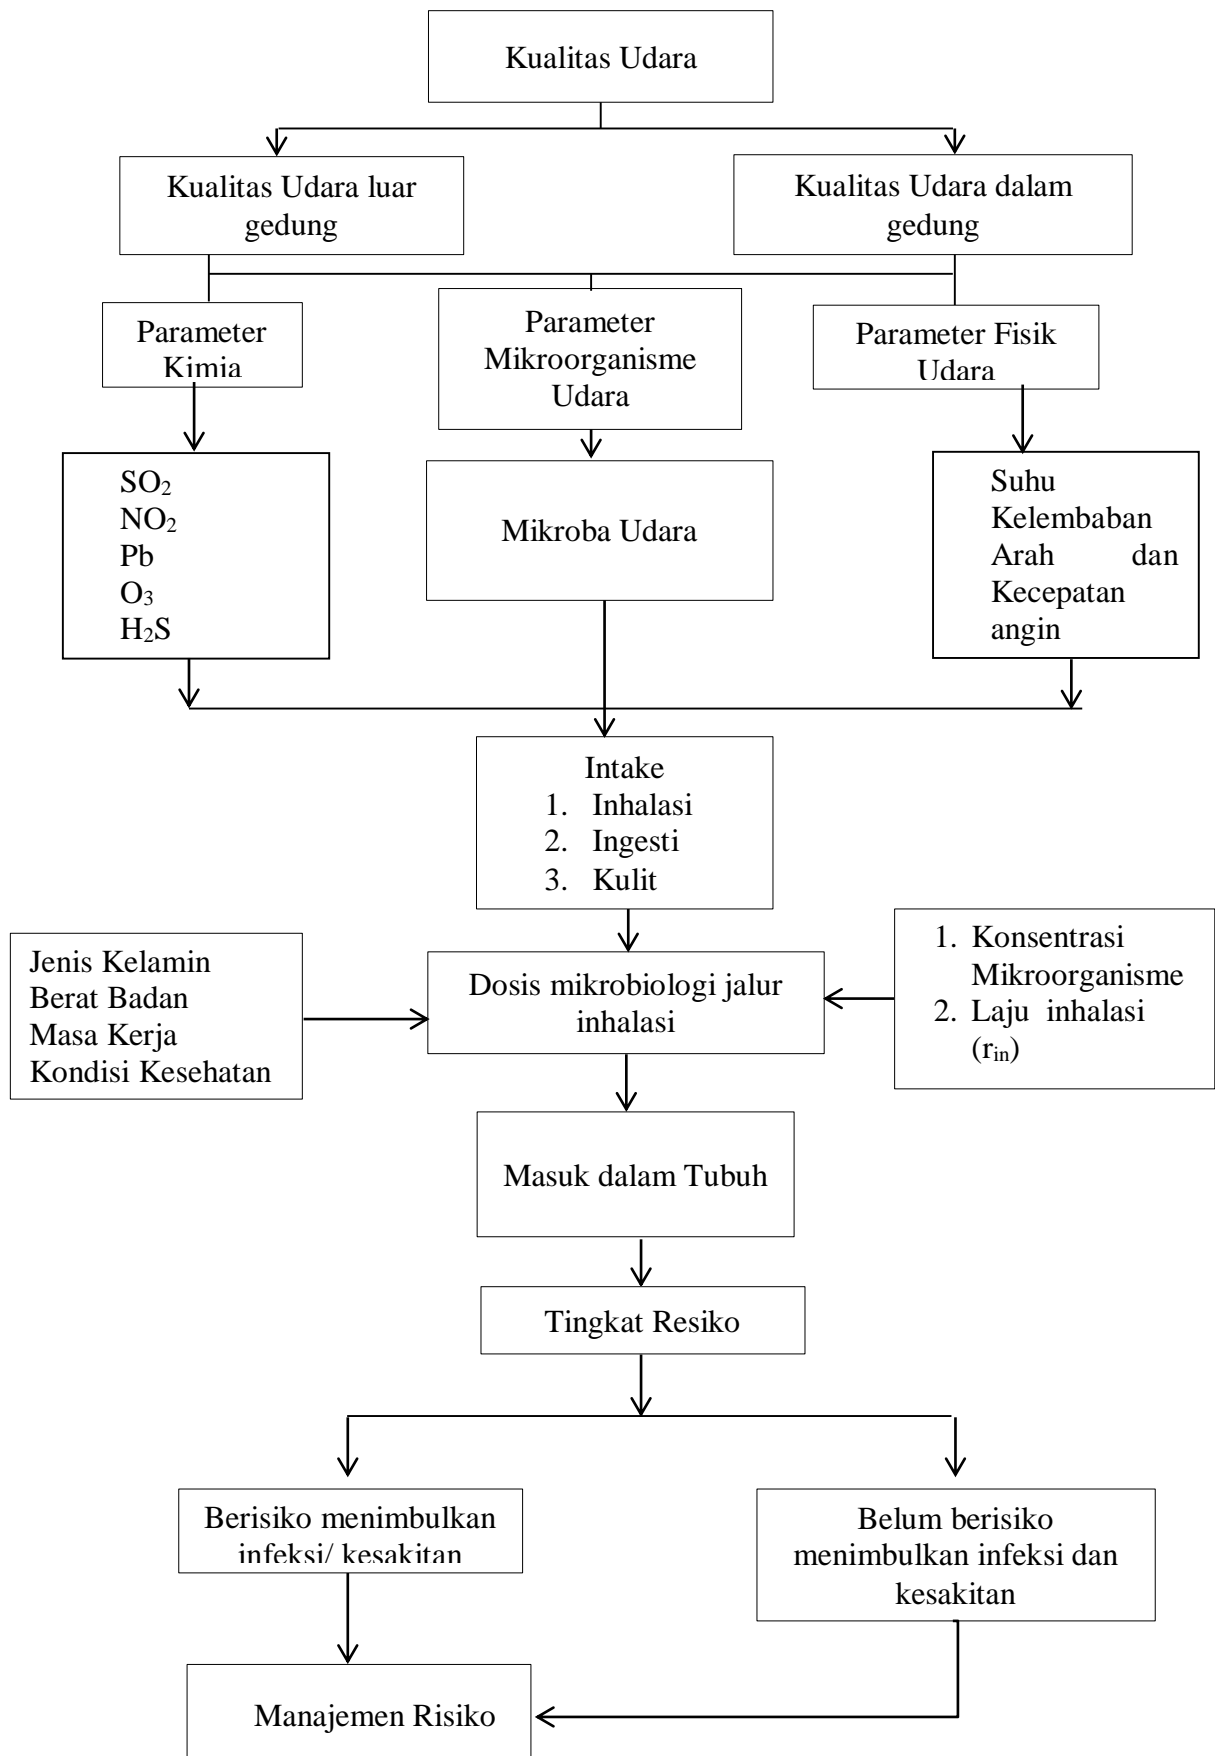 Kualitas Udara
Kualitas Udara luar
gedung
Kualitas Udara dalam
gedung
Parameter
Kimia
Parameter
Mikroorganisme
Udara
Parameter Fisik
Udara
SO₂
NO₂
Pb
O₃
H₂S
Mikroba Udara
Suhu
Kelembaban
Arah dan
Kecepatan
angin
Intake
1. Inhalasi
2. Ingesti
3. Kulit
Jenis Kelamin
Berat Badan
Masa Kerja
Kondisi Kesehatan
Dosis mikrobiologi jalur
inhalasi
1. Konsentrasi
Mikroorganisme
2. Laju inhalasi
(rᵢₙ)
Masuk dalam Tubuh
Tingkat Resiko
Berisiko menimbulkan
infeksi/ kesakitan
Belum berisiko
menimbulkan infeksi dan
kesakitan
Manajemen Risiko